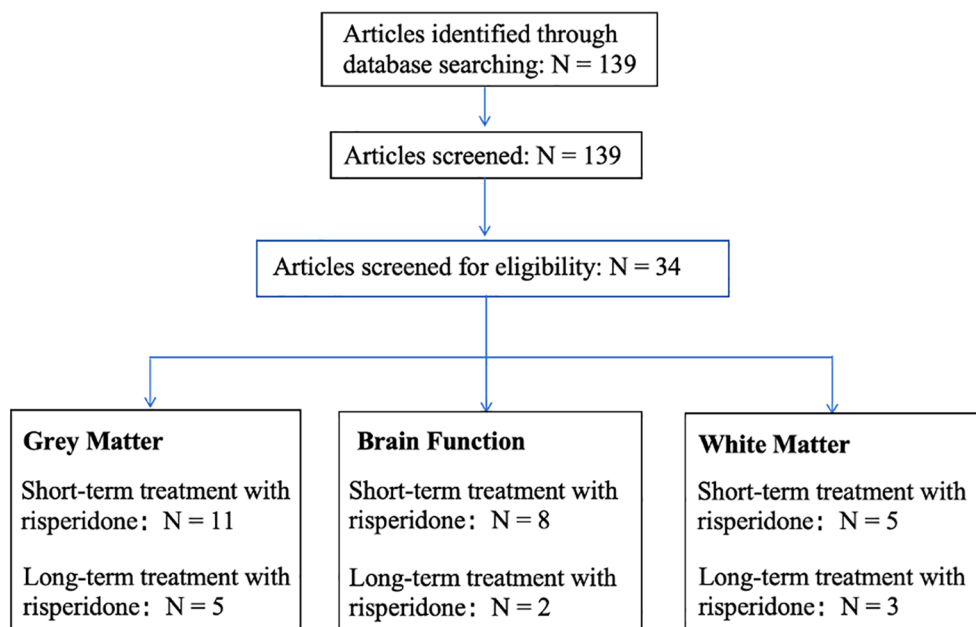 Articles identified through
database searching: N = 139
Articles screened: N = 139
Articles screened for eligibility: N = 34
Grey Matter
Short-term treatment with
risperidone： N = 11
Long-term treatment with
risperidone： N = 5
Brain Function
Short-term treatment with
risperidone： N = 8
Long-term treatment with
risperidone： N = 2
White Matter
Short-term treatment with
risperidone： N = 5
Long-term treatment with
risperidone： N = 3